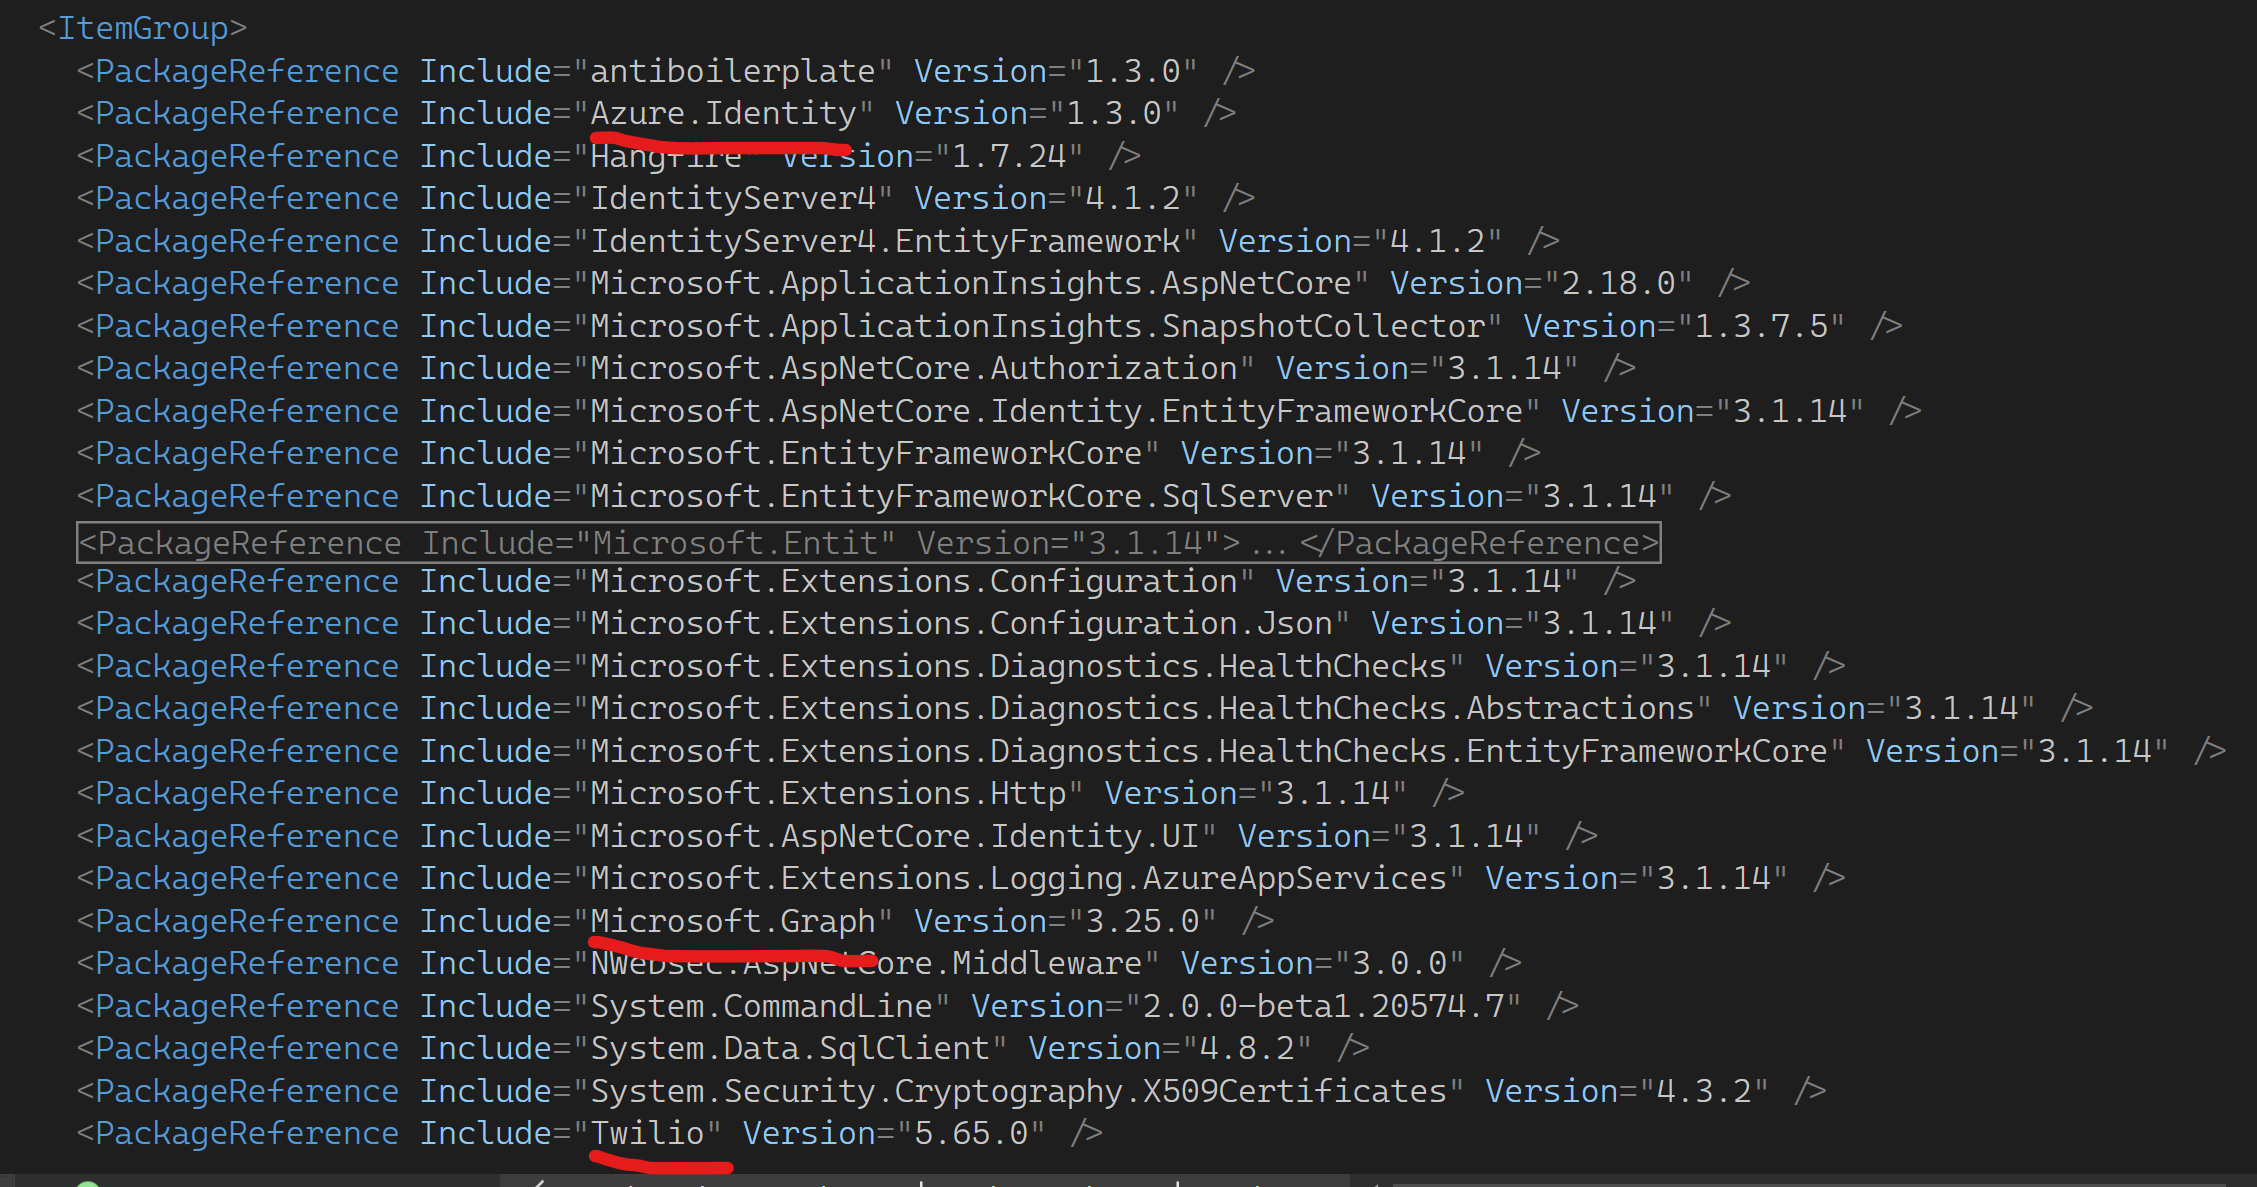 <ItemGroup>
<PackageReference Include="antiboilerplate" Version="1.3.0" />
<PackageReference Include="Azure.Identity" Version="1.3.0" />
<PackageReference Include="Hangfire" Version="1.7.24" />
<PackageReference Include="IdentityServer4" Version="4.1.2" />
<PackageReference Include="IdentityServer4.EntityFramework" Version="4.1.2" />
<PackageReference Include="Microsoft.ApplicationInsights.AspNetCore" Version="2.18.0" />
<PackageReference Include="Microsoft.ApplicationInsights.SnapshotCollector" Version="1.3.7.5" />
<PackageReference Include="Microsoft.AspNetCore.Authorization" Version="3.1.14" />
<PackageReference Include="Microsoft.AspNetCore.Identity.EntityFrameworkCore" Version="3.1.14" />
<PackageReference Include="Microsoft.EntityFrameworkCore" Version="3.1.14" />
<PackageReference Include="Microsoft.EntityFrameworkCore.SqlServer" Version="3.1.14" />
<PackageReference Include="Microsoft.Entit" Version="3.1.14">...</PackageReference>
<PackageReference Include="Microsoft.Extensions.Configuration" Version="3.1.14" />
<PackageReference Include="Microsoft.Extensions.Configuration.Json" Version="3.1.14" />
<PackageReference Include="Microsoft.Extensions.Diagnostics.HealthChecks" Version="3.1.14" />
<PackageReference Include="Microsoft.Extensions.Diagnostics.HealthChecks.Abstractions" Version="3.1.14" />
<PackageReference Include="Microsoft.Extensions.Diagnostics.HealthChecks.EntityFrameworkCore" Version="3.1.14" />
<PackageReference Include="Microsoft.Extensions.Http" Version="3.1.14" />
<PackageReference Include="Microsoft.AspNetCore.Identity.UI" Version="3.1.14" />
<PackageReference Include="Microsoft.Extensions.Logging.AzureAppServices" Version="3.1.14" />
<PackageReference Include="Microsoft.Graph" Version="3.25.0" />
<PackageReference Include="NWebsec.AspNetCore.Middleware" Version="3.0.0" />
<PackageReference Include="System.CommandLine" Version="2.0.0-beta1.20574.7" />
<PackageReference Include="System.Data.SqlClient" Version="4.8.2" />
<PackageReference Include="System.Security.Cryptography.X509Certificates" Version="4.3.2" />
<PackageReference Include="Twilio" Version="5.65.0" />